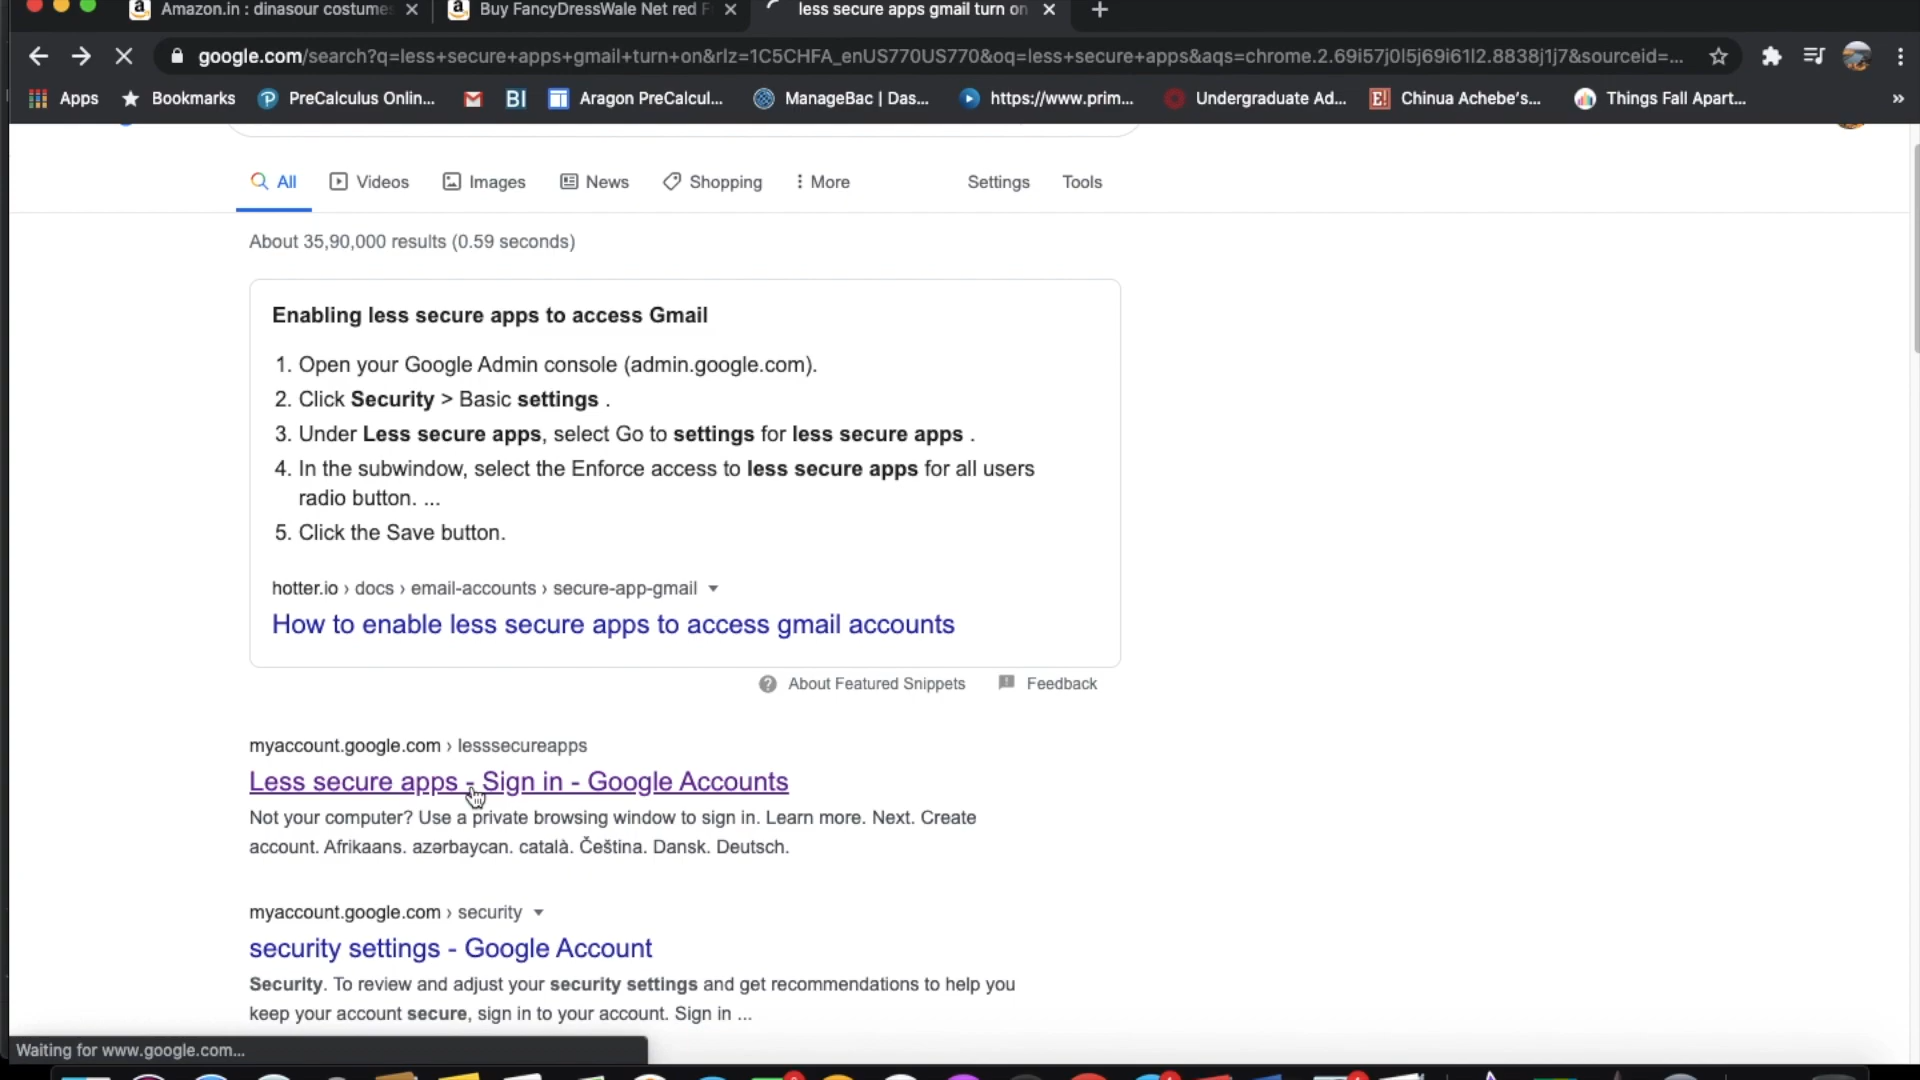 Amazon.in : dinasour costumes
Buy FancyDressWale Net red F
less secure apps gmail turn on
google.com/search?q=less+secure+apps+gmail+turn+on&rlz=1C5CHFA_enUS770US770&oq=less+secure+apps&aqs=chrome.2.69i57j0l5j69i61l2.8838j1j7&sourceid=...
Apps Bookmarks PreCalculus Onlin... BI Aragon PreCalcul... ManageBac | Das... https://www.prim... Undergraduate Ad... E! Chinua Achebe's... Things Fall Apart... »
All Videos Images News Shopping More Settings Tools
About 35,90,000 results (0.59 seconds)
Enabling less secure apps to access Gmail
1. Open your Google Admin console (admin.google.com).
2. Click Security > Basic settings .
3. Under Less secure apps, select Go to settings for less secure apps .
4. In the subwindow, select the Enforce access to less secure apps for all users
radio button. ...
5. Click the Save button.
hotter.io › docs › email-accounts › secure-app-gmail
How to enable less secure apps to access gmail accounts
About Featured Snippets Feedback
myaccount.google.com › lesssecureapps
Less secure apps - Sign in - Google Accounts
Not your computer? Use a private browsing window to sign in. Learn more. Next. Create
account. Afrikaans. azərbaycan. català. Čeština. Dansk. Deutsch.
myaccount.google.com › security
security settings - Google Account
Security. To review and adjust your security settings and get recommendations to help you
keep your account secure, sign in to your account. Sign in ...
Waiting for www.google.com...